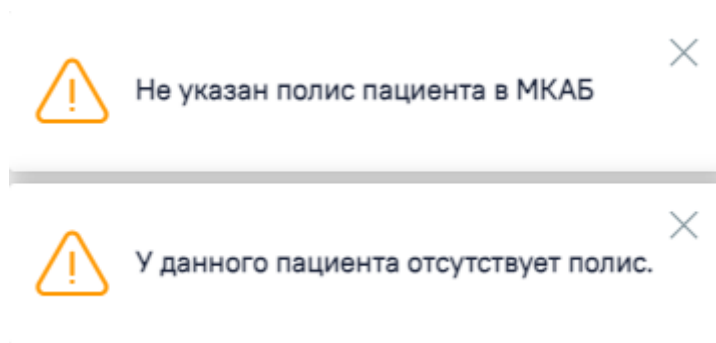 Не указан полис пациента в МКАБ
У данного пациента отсутствует полис.